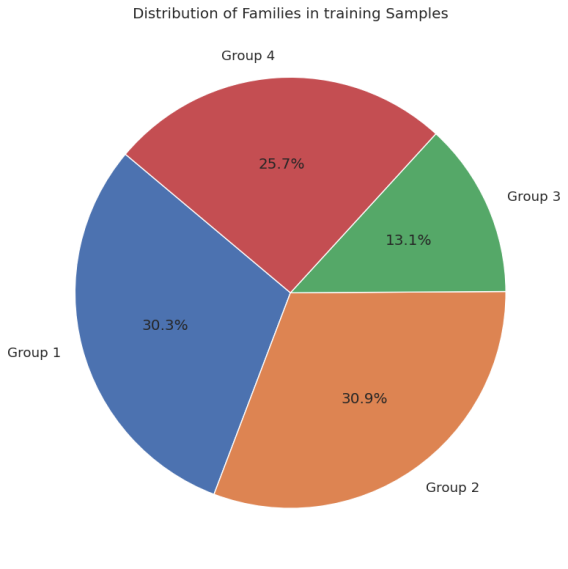 Distribution of Families in training Samples
Group 4
25.7%
Group 3
13.1%
30.3%
Group 1
30.9%
Group 2